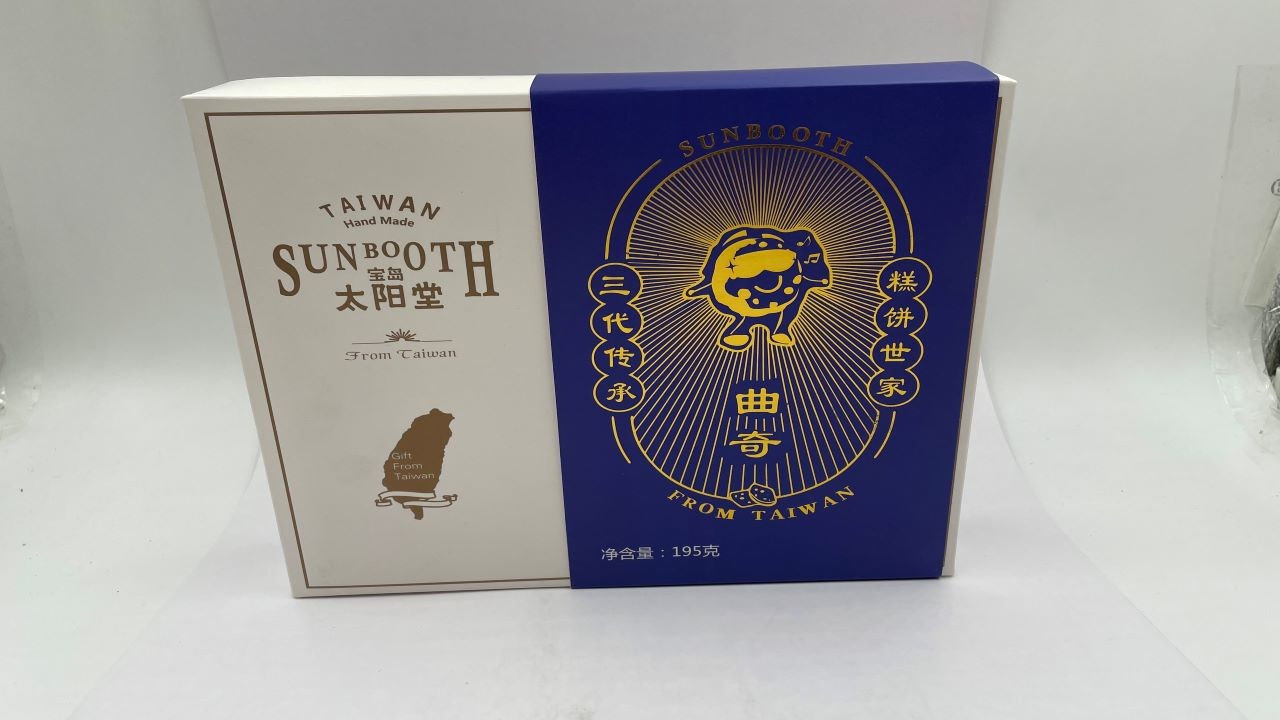 TAIWAN
Hand Made
SUNBOOTH
宝岛
太阳堂
From Taiwan
Gift
From
Taiwan
SUNBOOTH
三代传承
糕饼世家
曲奇
FROM TAIWAN
净含量：195克